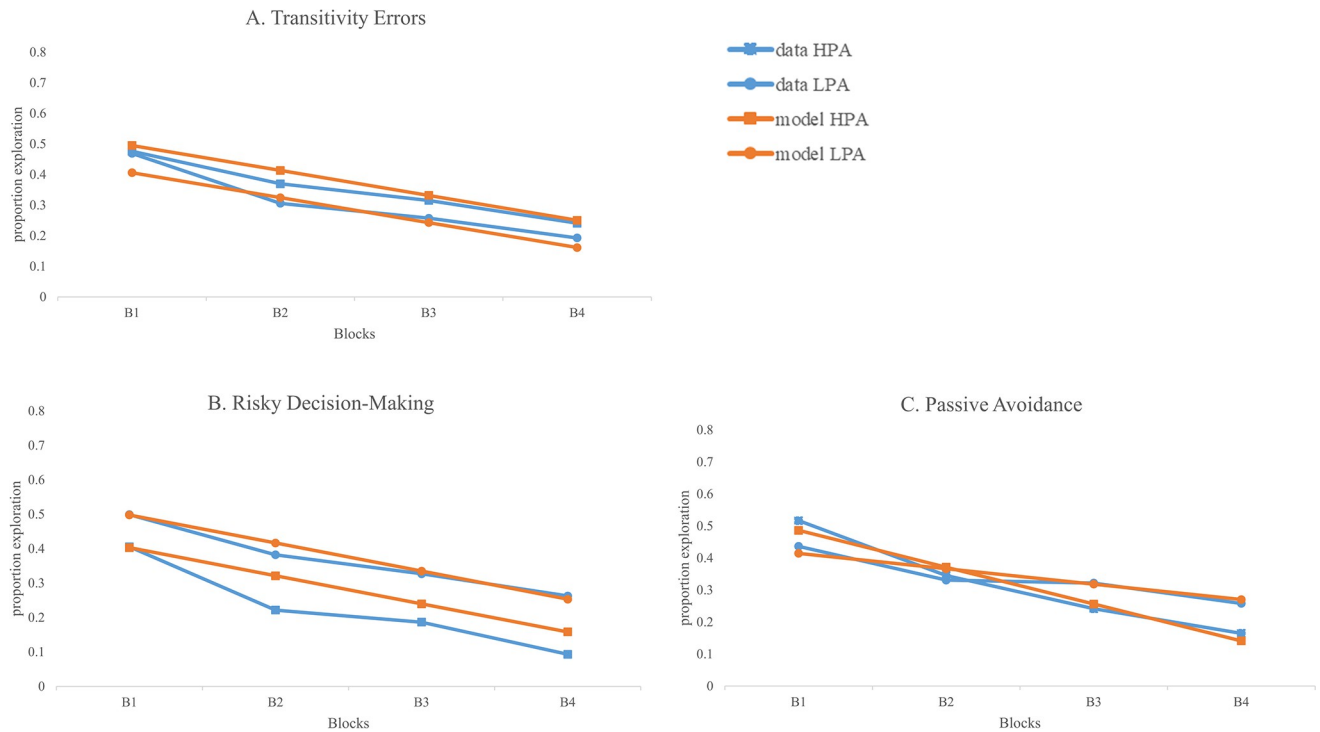 A. Transitivity Errors
proportion exploration
0.8
0.7
0.6
0.5
0.4
0.3
0.2
0.1
0
B1 B2 B3 B4
Blocks
data HPA
data LPA
model HPA
model LPA
B. Risky Decision-Making
proportion exploration
0.8
0.7
0.6
0.5
0.4
0.3
0.2
0.1
0
B1 B2 B3 B4
Blocks
C. Passive Avoidance
proportion exploration
0.8
0.7
0.6
0.5
0.4
0.3
0.2
0.1
0
B1 B2 B3 B4
Blocks